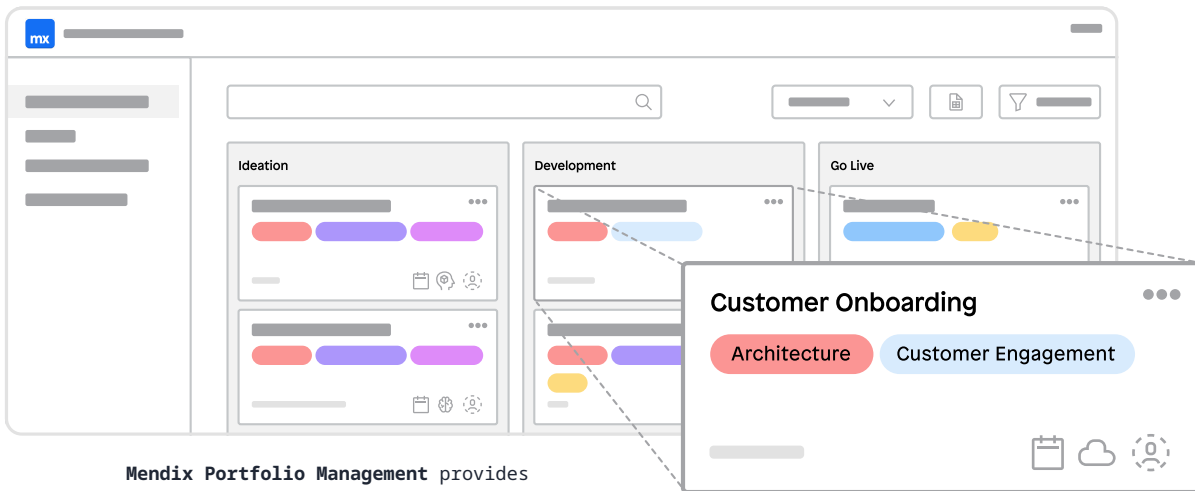 mx
Ideation
Development
Go Live
Customer Onboarding
Architecture
Customer Engagement
Mendix Portfolio Management provides